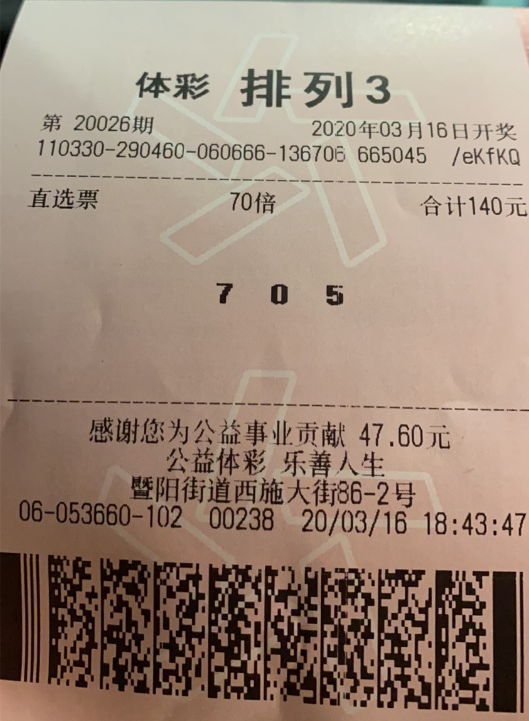 体彩 排列3
第 20026期 2020年03月16日开奖
110330-290460-060666-136706 665045 /eKfKQ
直选票 70倍 合计140元
7 0 5
感谢您为公益事业贡献 47.60元
公益体彩 乐善人生
暨阳街道西施大街86-2号
06-053660-102 00238 20/03/16 18:43:47